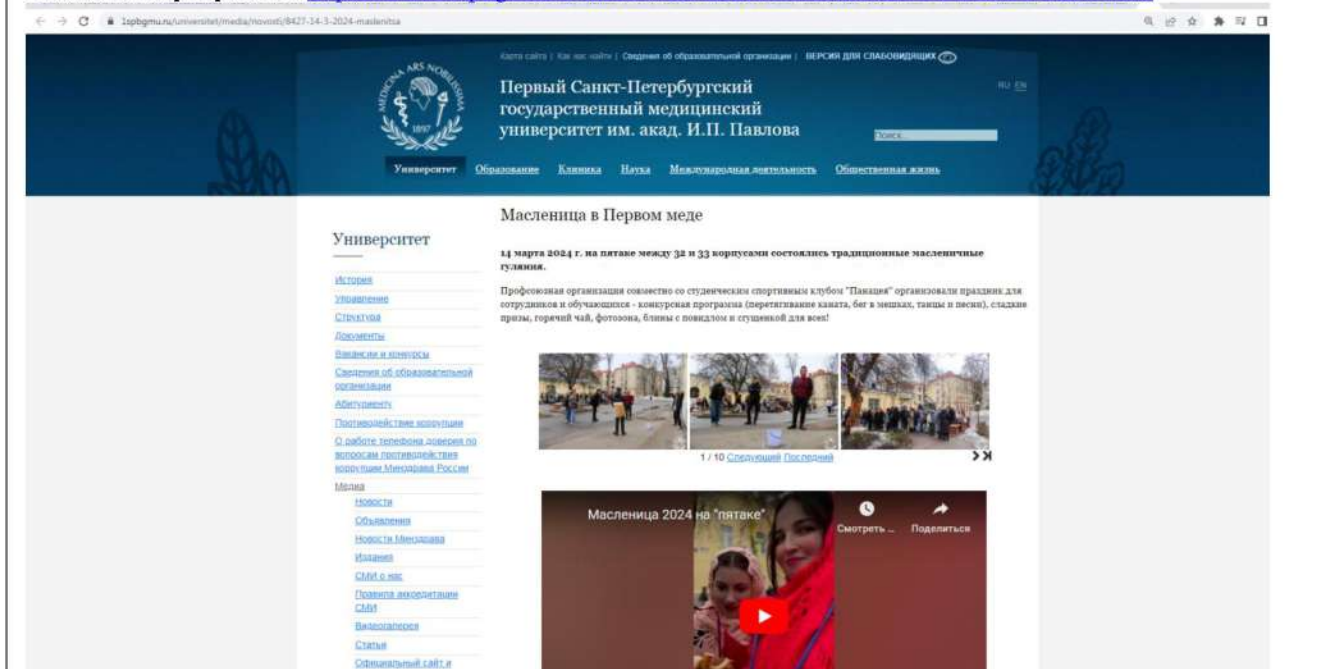 1spbgmu.ru/universitet/media/novosti/8427-14-3-2024-maslenitsa
Карта сайта | Как нас найти | Сведения об образовательной организации | ВЕРСИЯ ДЛЯ СЛАБОВИДЯЩИХ
MEDICINA ARS NOBILISSIMA
1897
Первый Санкт-Петербургский
государственный медицинский
университет им. акад. И.П. Павлова
RU EN
Поиск...
Университет Образование Клиника Наука Международная деятельность Общественная жизнь
Университет
История
Управление
Структура
Документы
Вакансии и конкурсы
Сведения об образовательной
организации
Абитуриенту
Противодействие коррупции
О работе телефона доверия по
вопросам противодействия
коррупции Минздрава России
Медиа
Новости
Объявления
Новости Минздрава
Издания
СМИ о нас
Правила аккредитации
СМИ
Видеогалерея
Статьи
Официальный сайт и
Масленица в Первом меде
14 марта 2024 г. на пятаке между 32 и 33 корпусами состоялись традиционные масленичные
гуляния.
Профсоюзная организация совместно со студенческим спортивным клубом "Панацея" организовали праздник для
сотрудников и обучающихся - конкурсная программа (перетягивание каната, бег в мешках, танцы и песни), сладкие
призы, горячий чай, фотозона, блины с повидлом и сгущенкой для всех!
1 / 10 Следующий Последний
Масленица 2024 на "пятаке"
Смотреть ... Поделиться